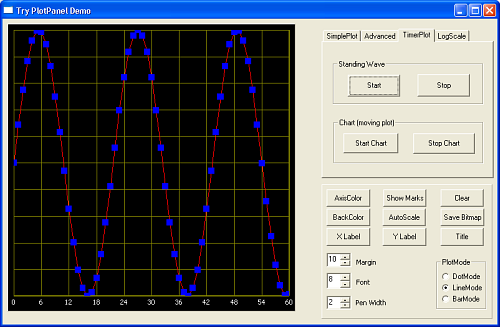 Try PlotPanel Demo
SimplePlot Advanced TimerPlot LogScale
Standing Wave
Start Stop
Chart (moving plot)
Start Chart Stop Chart
AxisColor Show Marks Clear
BackColor AutoScale Save Bitmap
X Label Y Label Title
10 Margin
8 Font
2 Pen Width
PlotMode
DotMode
LineMode
BarMode
0 6 12 18 24 30 36 42 48 54 60